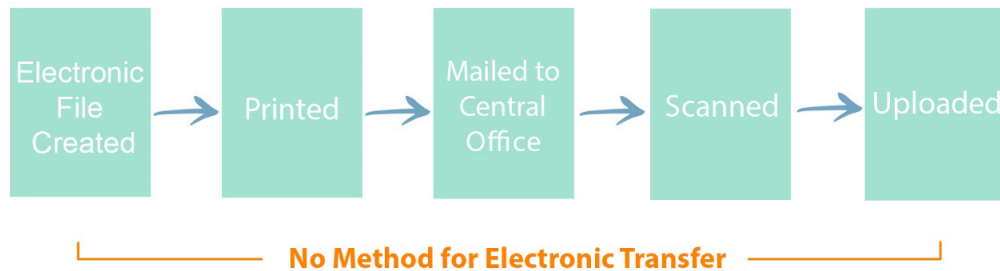 Electronic
File
Created
Printed
Mailed to
Central
Office
Scanned
Uploaded
No Method for Electronic Transfer